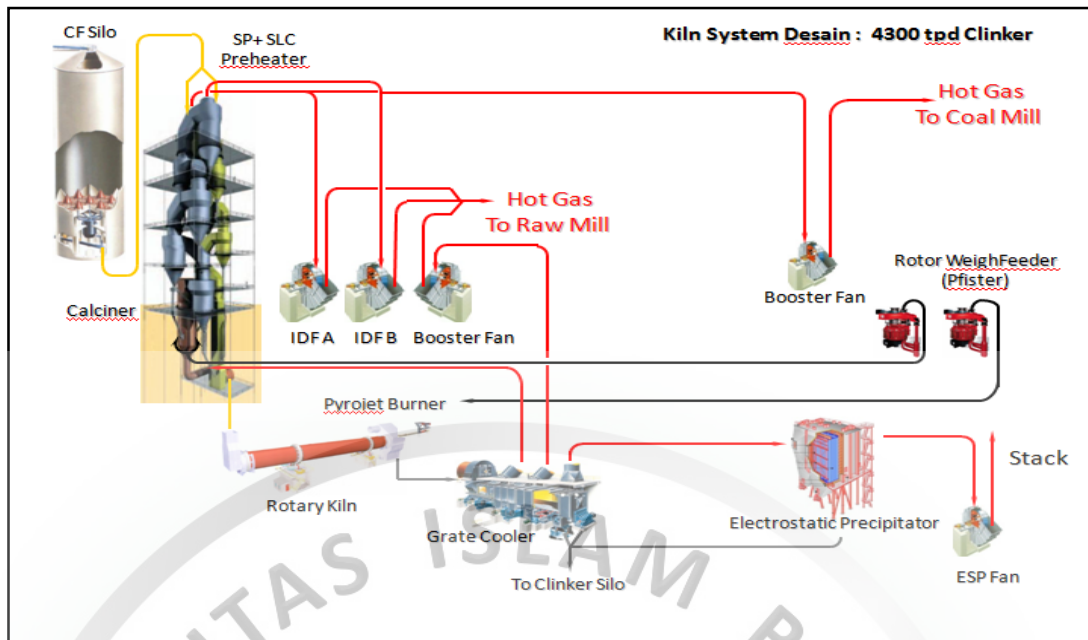 CF Silo
SP+ SLC
Preheater
Kiln System Desain : 4300 tpd Clinker
Hot Gas
To Coal Mill
Hot Gas
To Raw Mill
Booster Fan
Rotor WeighFeeder
(Pfister)
Calciner
IDF A
IDF B
Booster Fan
Pyrojet Burner
Rotary Kiln
Grate Cooler
Electrostatic Precipitator
Stack
To Clinker Silo
ESP Fan
ITAS ISLAM